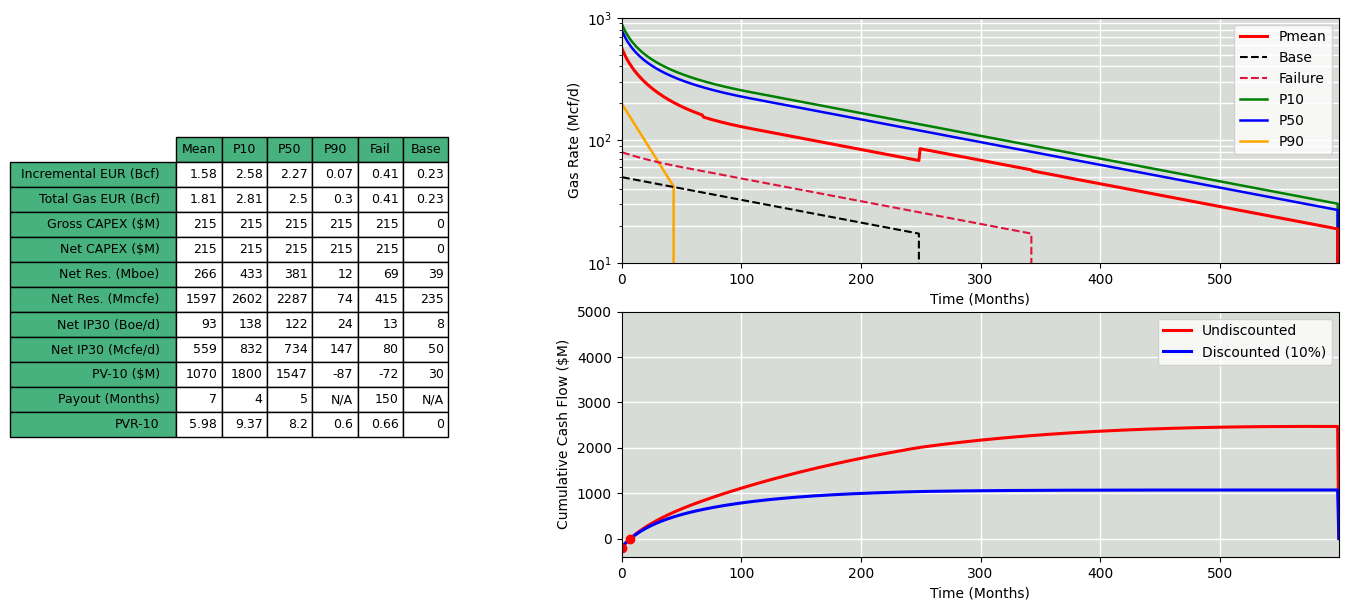 Mean P10 P50 P90 Fail Base
Incremental EUR (Bcf) 1.58 2.58 2.27 0.07 0.41 0.23
Total Gas EUR (Bcf) 1.81 2.81 2.5 0.3 0.41 0.23
Gross CAPEX ($M) 215 215 215 215 215 0
Net CAPEX ($M) 215 215 215 215 215 0
Net Res. (Mboe) 266 433 381 12 69 39
Net Res. (Mmcfe) 1597 2602 2287 74 415 235
Net IP30 (Boe/d) 93 138 122 24 13 8
Net IP30 (Mcfe/d) 559 832 734 147 80 50
PV-10 ($M) 1070 1800 1547 -87 -72 30
Payout (Months) 7 4 5 N/A 150 N/A
PVR-10 5.98 9.37 8.2 0.6 0.66 0
Gas Rate (Mcf/d)
10³
10²
10¹
Pmean
Base
Failure
P10
P50
P90
0 100 200 300 400 500
Time (Months)
Cumulative Cash Flow ($M)
5000
4000
3000
2000
1000
0
Undiscounted
Discounted (10%)
0 100 200 300 400 500
Time (Months)